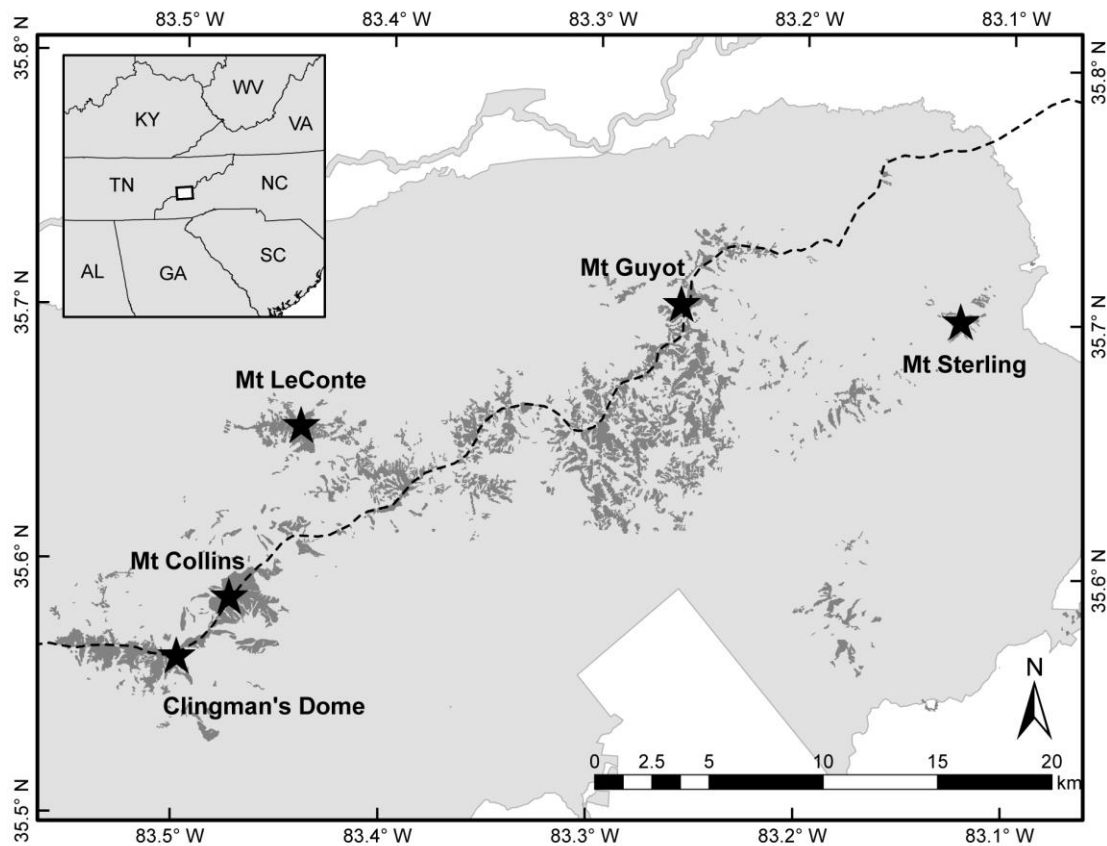 83.5° W 83.4° W 83.3° W 83.2° W 83.1° W
35.8° N
35.8° N
WV
KY
VA
TN
NC
SC
AL
GA
Mt Guyot
35.7° N
35.7° N
Mt Sterling
Mt LeConte
35.6° N
Mt Collins
35.6° N
Clingman's Dome
N
0 2.5 5 10 15 20
km
35.5° N
35.5° N
83.5° W 83.4° W 83.3° W 83.2° W 83.1° W